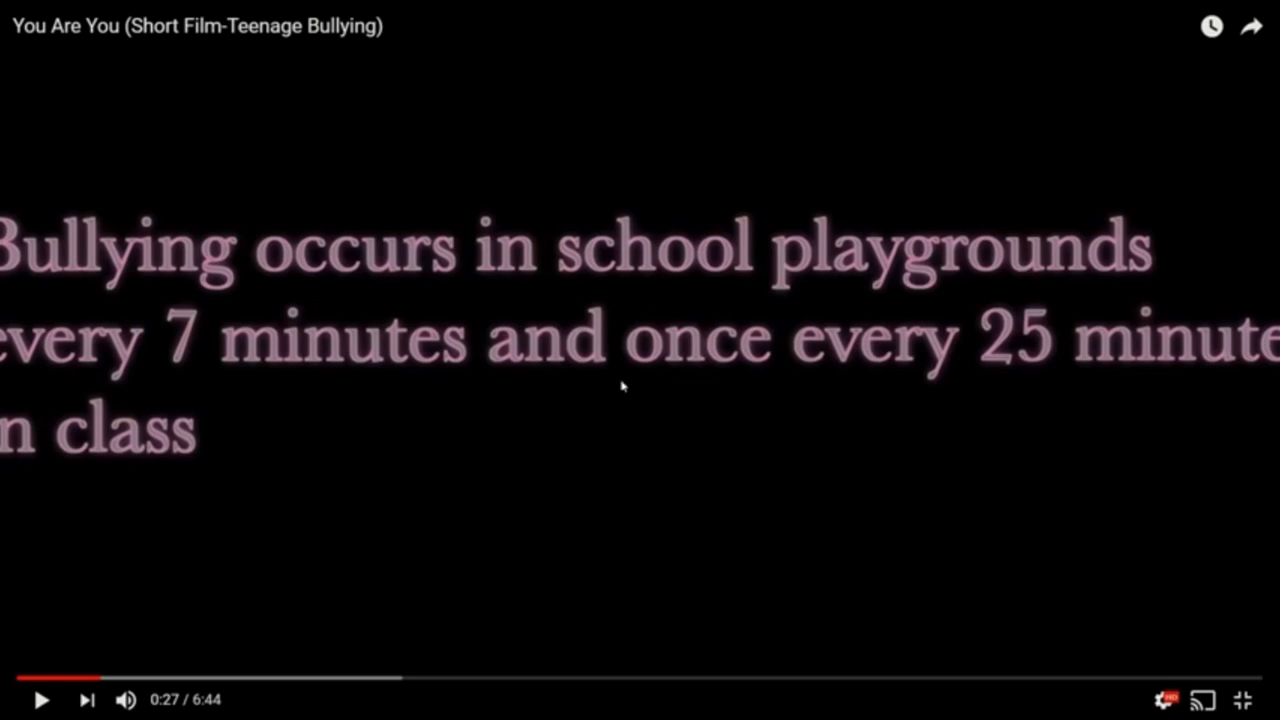 You Are You (Short Film-Teenage Bullying)
Bullying occurs in school playgrounds
every 7 minutes and once every 25 minute
n class
0:27 / 6:44
HD